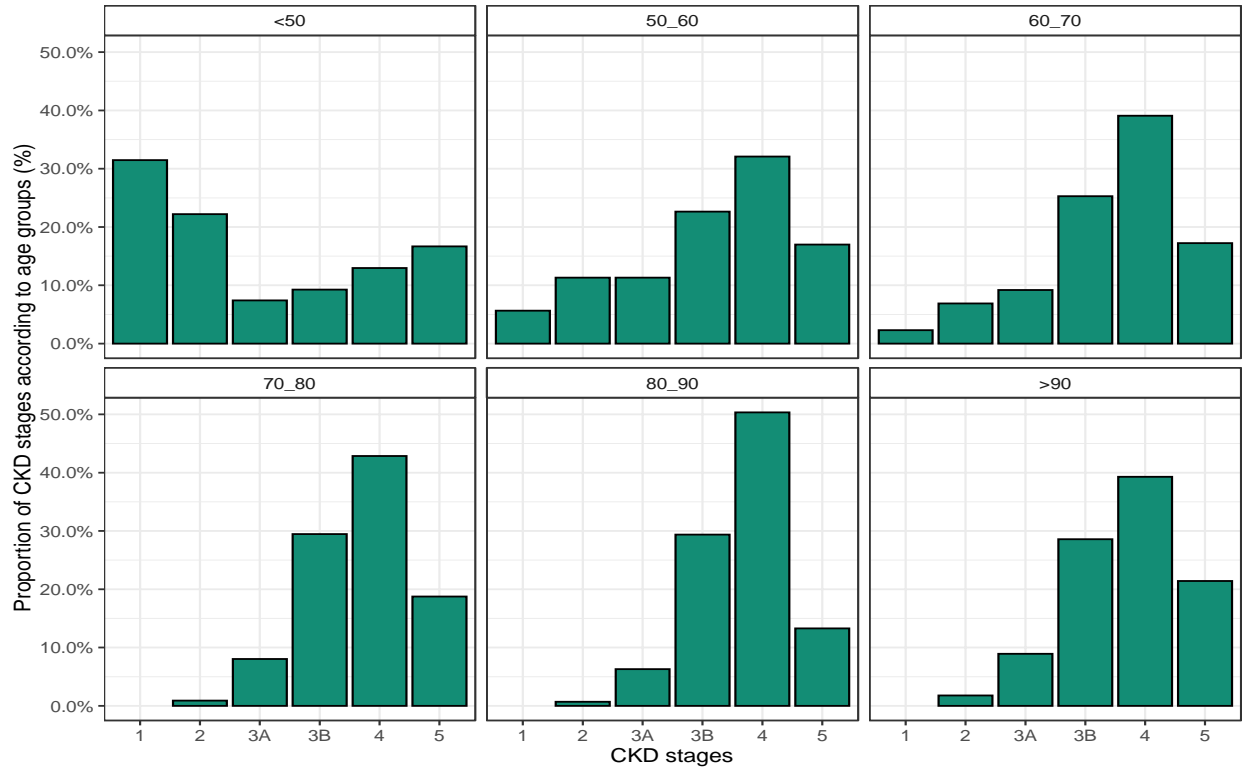 <50 50_60 60_70
50.0%
40.0%
30.0%
20.0%
10.0%
0.0%
70_80 80_90 >90
50.0%
40.0%
30.0%
20.0%
10.0%
0.0%
1 2 3A 3B 4 5 1 2 3A 3B 4 5 1 2 3A 3B 4 5
CKD stages
Proportion of CKD stages according to age groups (%)